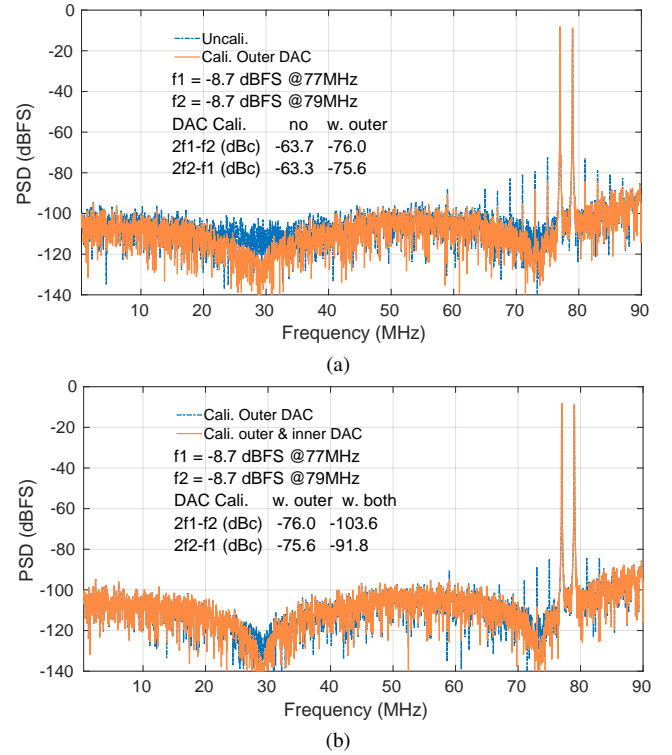 0
-20
-40
-60
-80
-100
-120
-140
PSD (dBFS)
Uncali.
Cali. Outer DAC
f1 = -8.7 dBFS @77MHz
f2 = -8.7 dBFS @79MHz
DAC Cali. no w. outer
2f1-f2 (dBc) -63.7 -76.0
2f2-f1 (dBc) -63.3 -75.6
10 20 30 40 50 60 70 80 90
Frequency (MHz)
(a)
0
-20
-40
-60
-80
-100
-120
-140
PSD (dBFS)
Cali. Outer DAC
Cali. outer & inner DAC
f1 = -8.7 dBFS @77MHz
f2 = -8.7 dBFS @79MHz
DAC Cali. w. outer w. both
2f1-f2 (dBc) -76.0 -103.6
2f2-f1 (dBc) -75.6 -91.8
10 20 30 40 50 60 70 80 90
Frequency (MHz)
(b)